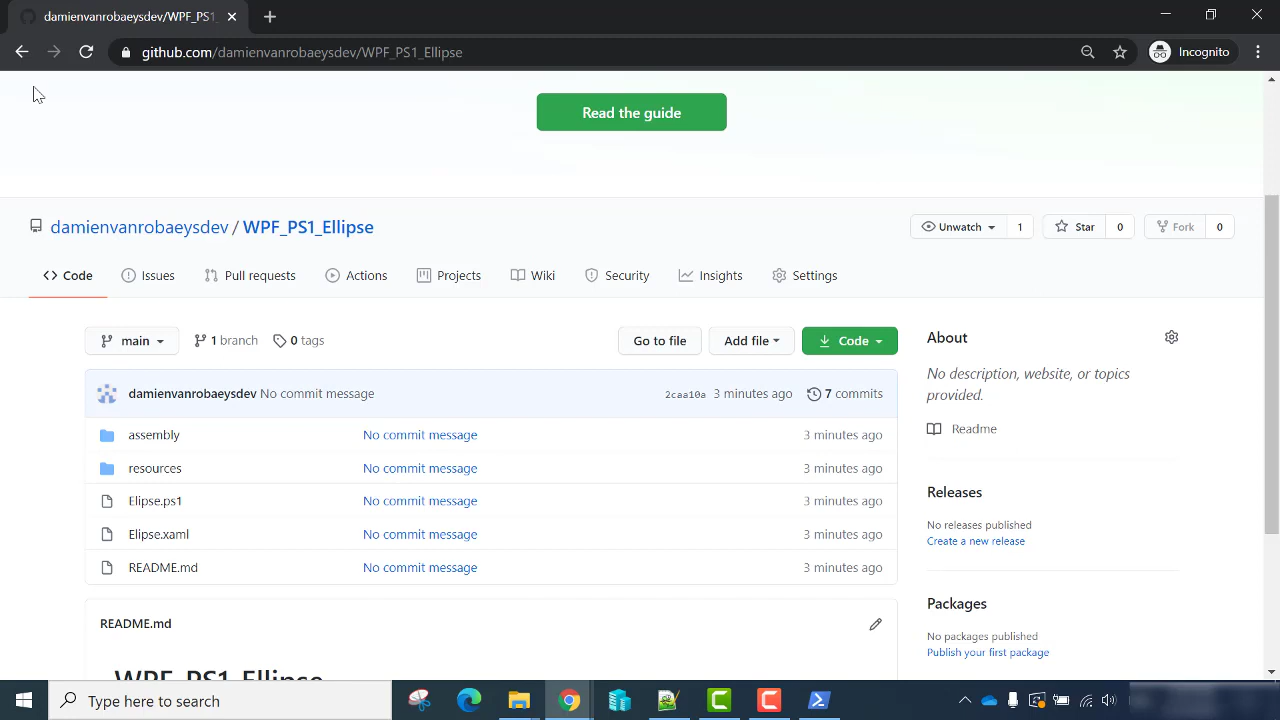 damienvanrobaeysdev/WPF_PS1_
github.com/damienvanrobaeysdev/WPF_PS1_Ellipse
Incognito
Read the guide
damienvanrobaeysdev / WPF_PS1_Ellipse
Unwatch 1 Star 0 Fork 0
Code Issues Pull requests Actions Projects Wiki Security Insights Settings
main 1 branch 0 tags Go to file Add file Code
damienvanrobaeysdev No commit message 2caa10a 3 minutes ago 7 commits
assembly No commit message 3 minutes ago
resources No commit message 3 minutes ago
Elipse.ps1 No commit message 3 minutes ago
Elipse.xaml No commit message 3 minutes ago
README.md No commit message 3 minutes ago
README.md
WPF_PS1_Ellipse
About
No description, website, or topics
provided.
Readme
Releases
No releases published
Create a new release
Packages
No packages published
Publish your first package
Type here to search